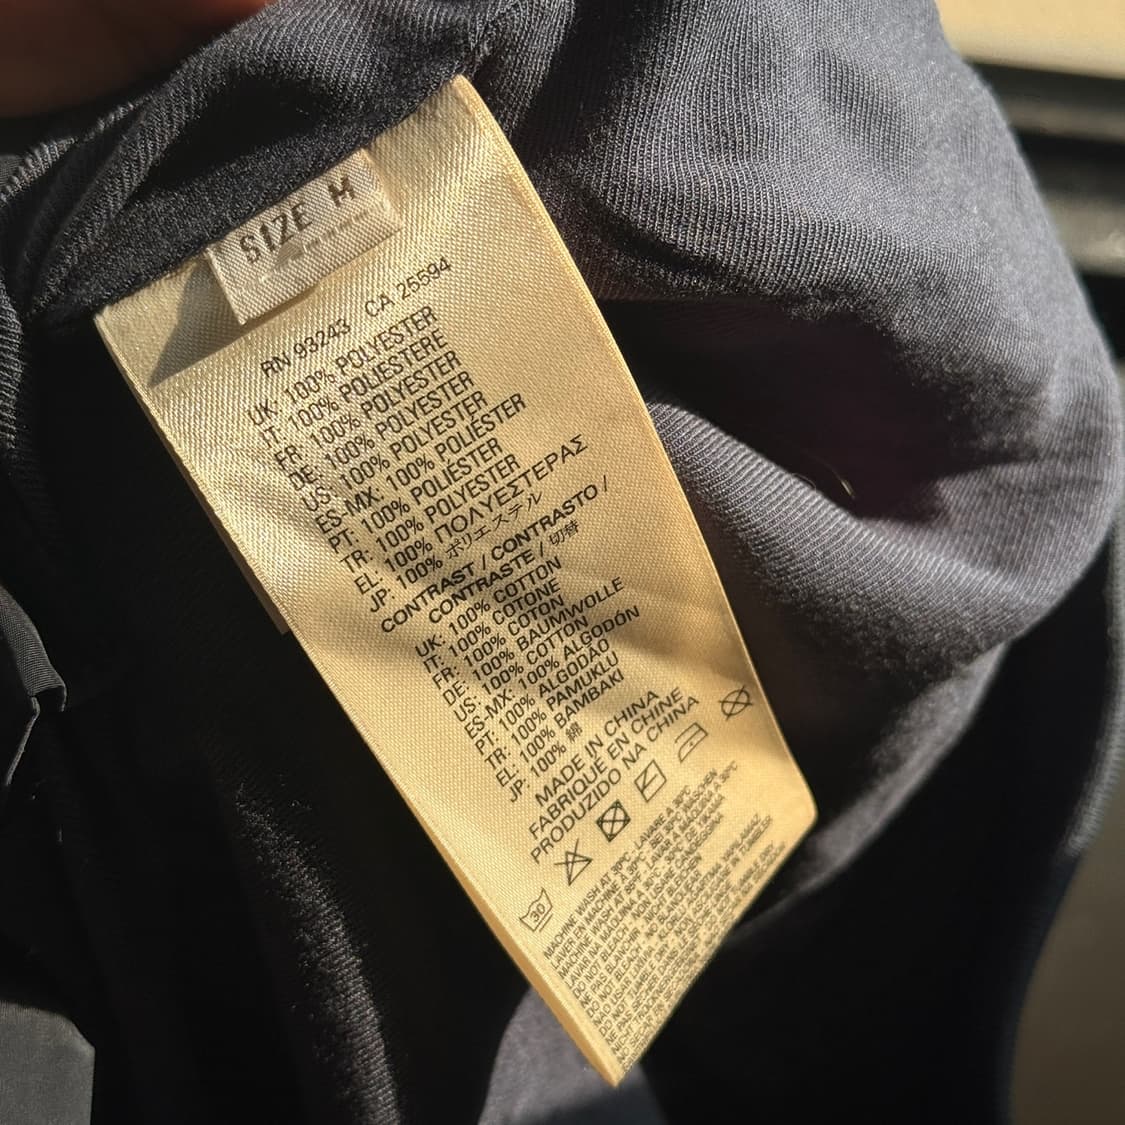 SIZE M
RN 93243 CA 25594
UK: 100% POLYESTER
IT: 100% POLIESTERE
FR: 100% POLYESTER
DE: 100% POLYESTER
US: 100% POLYESTER
ES-MX: 100% POLIÉSTER
PT: 100% POLIÉSTER
TR: 100% POLYESTER
EL: 100% ΠΟΛΥΕΣΤΕΡΑΣ
JP: 100% ポリエステル
CONTRAST / CONTRASTO /
CONTRASTE / 切替
UK: 100% COTTON
IT: 100% COTONE
FR: 100% COTON
DE: 100% BAUMWOLLE
US: 100% COTTON
ES-MX: 100% ALGODÓN
PT: 100% ALGODÃO
TR: 100% PAMUKLU
EL: 100% BAMBAKI
JP: 100% 綿
MADE IN CHINA
FABRIQUÉ EN CHINE
PRODUZIDO NA CHINA
30
MACHINE WASH AT 30°C - LAVARE A 30°C